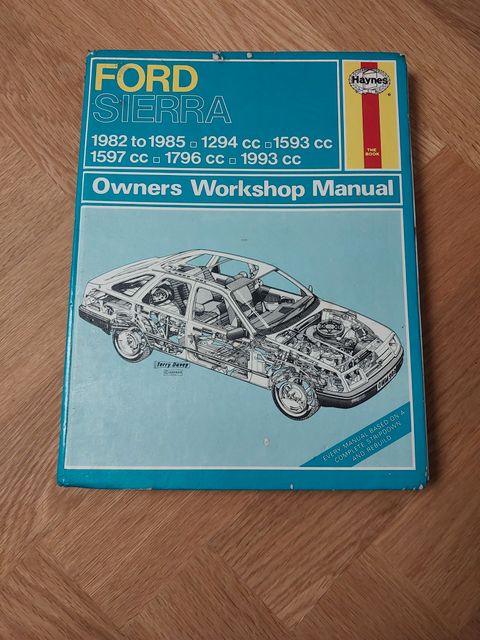 FORD
SIERRA
Haynes
®
THE
BOOK
1982 to 1985 ▫ 1294 cc ▫ 1593 cc
1597 cc ▫ 1796 cc ▫ 1993 cc
Owners Workshop Manual
Terry Davey
EVERY MANUAL BASED ON A
COMPLETE STRIPDOWN
AND REBUILD